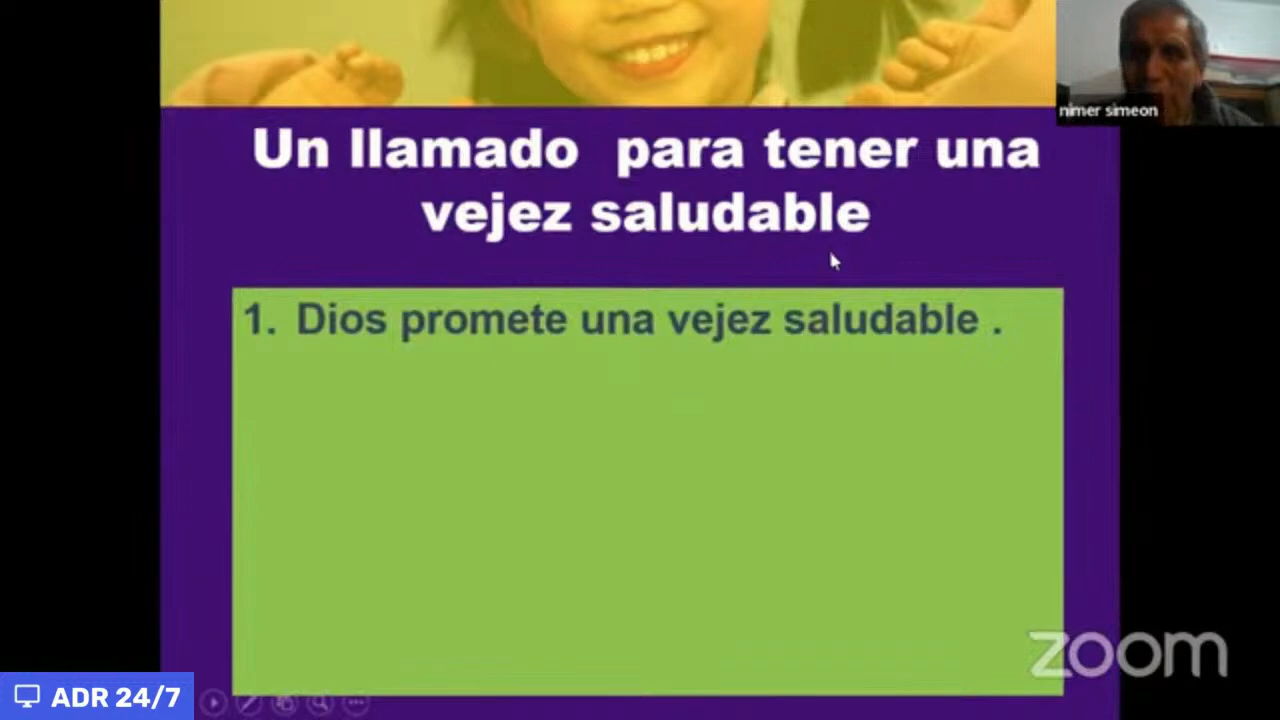 nimer simeon
Un llamado para tener una
vejez saludable
1. Dios promete una vejez saludable .
zoom
ADR 24/7